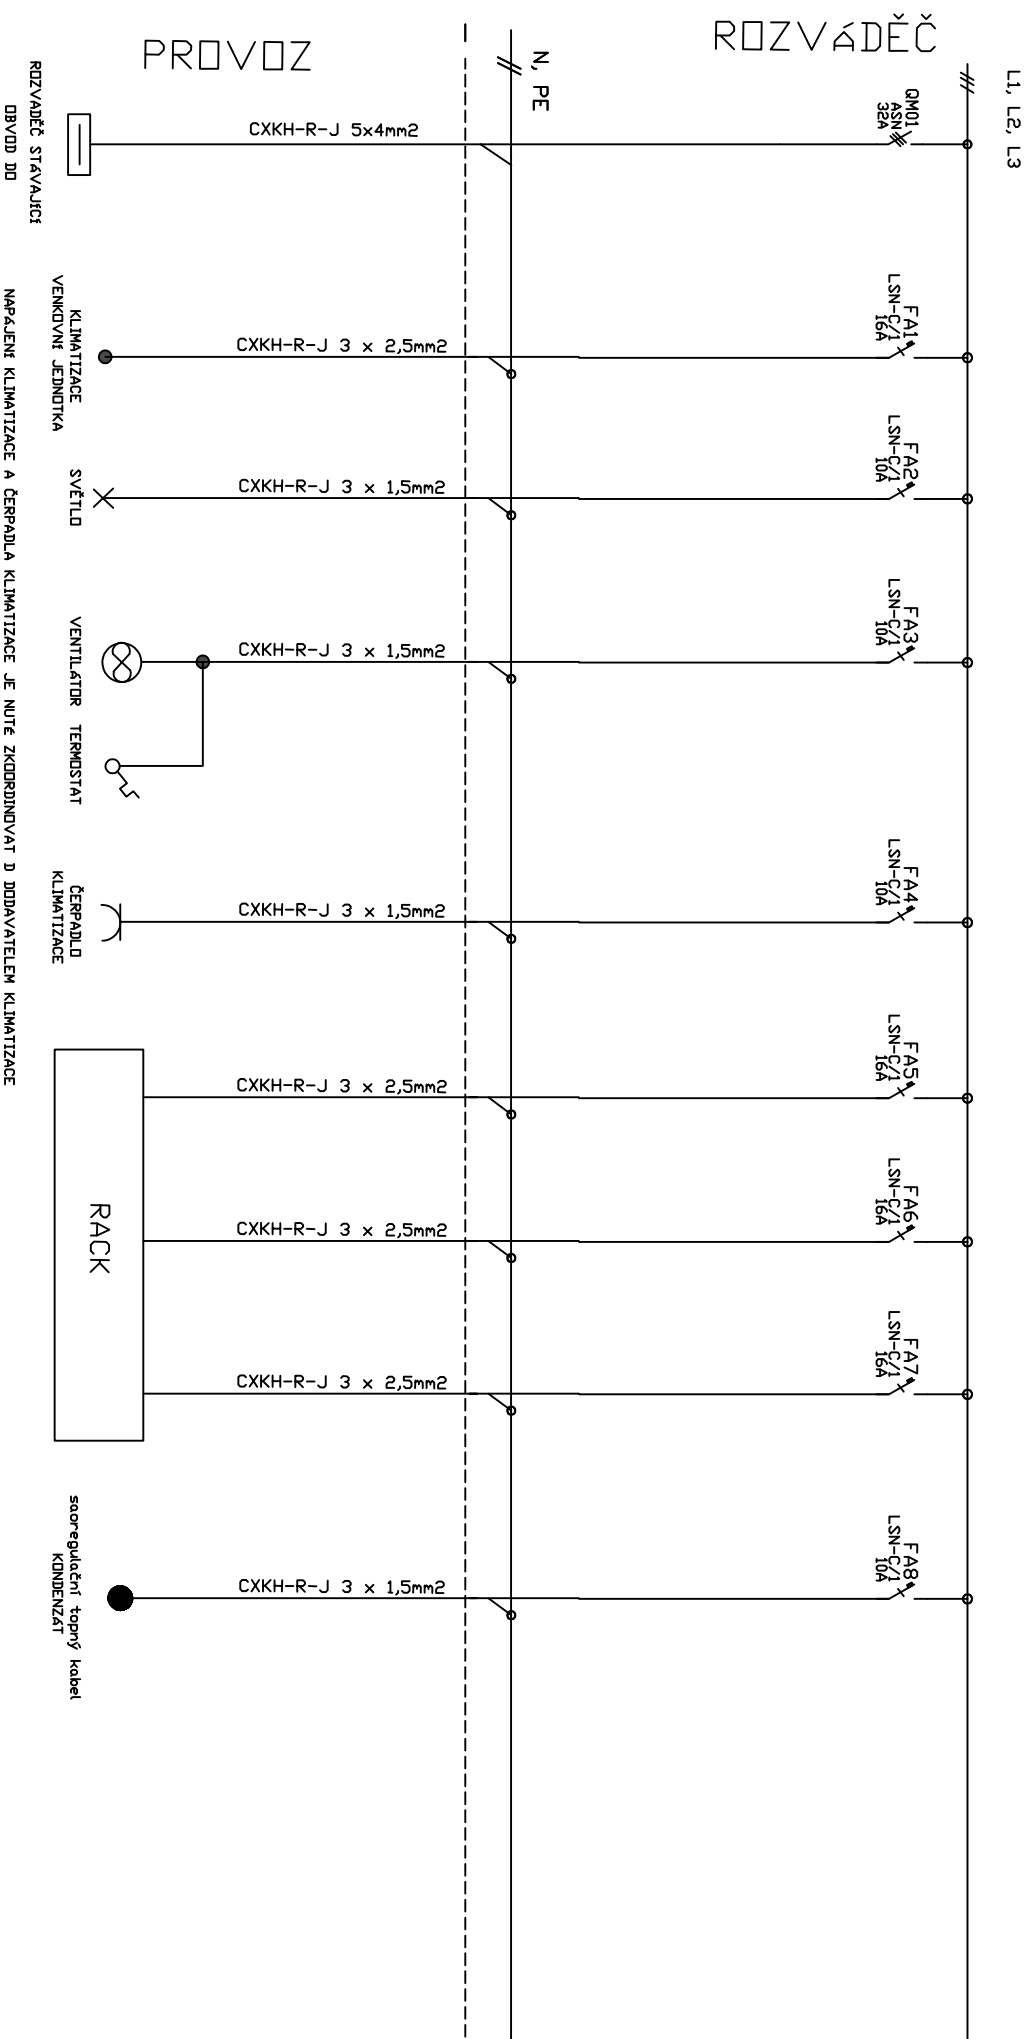 L1, L2, L3
ROZVÁDĚČ
N, PE
PROVOZ
QM01
ASN
32A
CXKH-R-J 5x4mm2
ROZVADĚČ STÁVAJÍCÍ
OBVOD DO
FA1
LSN-C/1
16A
CXKH-R-J 3 x 2,5mm2
KLIMATIZACE
VENKOVNÍ JEDNOTKA
FA2
LSN-C/1
10A
CXKH-R-J 3 x 1,5mm2
SVĚTLO
FA3
LSN-C/1
10A
CXKH-R-J 3 x 1,5mm2
VENTILÁTOR
TERMOSTAT
FA4
LSN-C/1
10A
CXKH-R-J 3 x 1,5mm2
ČERPADLO
KLIMATIZACE
FA5
LSN-C/1
16A
CXKH-R-J 3 x 2,5mm2
FA6
LSN-C/1
16A
CXKH-R-J 3 x 2,5mm2
FA7
LSN-C/1
16A
CXKH-R-J 3 x 2,5mm2
RACK
FA8
LSN-C/1
10A
CXKH-R-J 3 x 1,5mm2
saoregulační topný kabel
KONDENZÁT
NAPÁJENÍ KLIMATIZACE A ČERPADLA KLIMATIZACE JE NUTÉ ZKOORDINOVAT D DODAVATELEM KLIMATIZACE